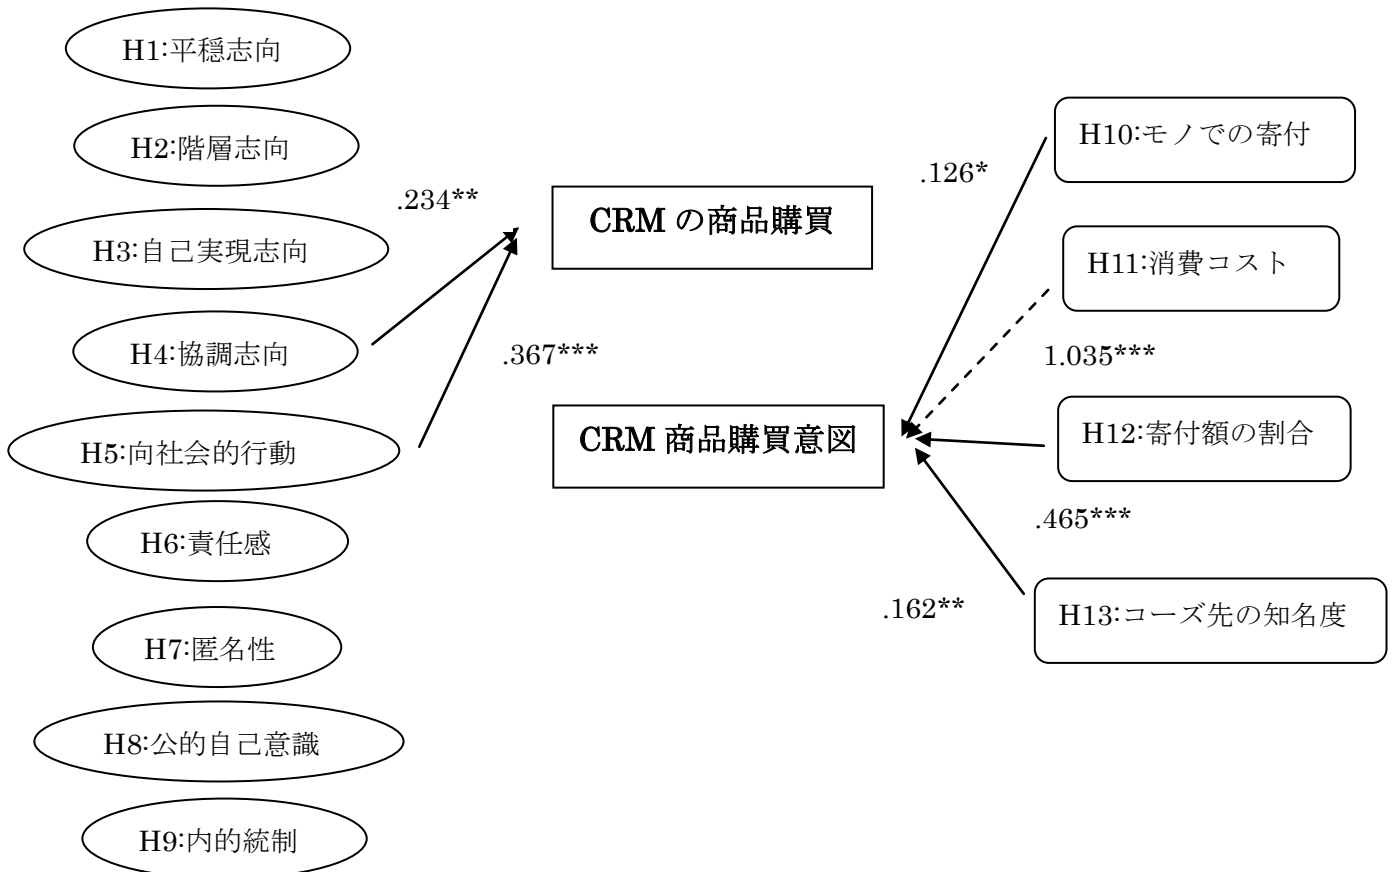 H1:平穏志向
H2:階層志向
H3:自己実現志向
H4:協調志向
H5:向社会的行動
H6:責任感
H7:匿名性
H8:公的自己意識
H9:内的統制
.234**
.367***
CRM の商品購買
CRM 商品購買意図
.126*
1.035***
.465***
.162**
H10:モノでの寄付
H11:消費コスト
H12:寄付額の割合
H13:コーズ先の知名度